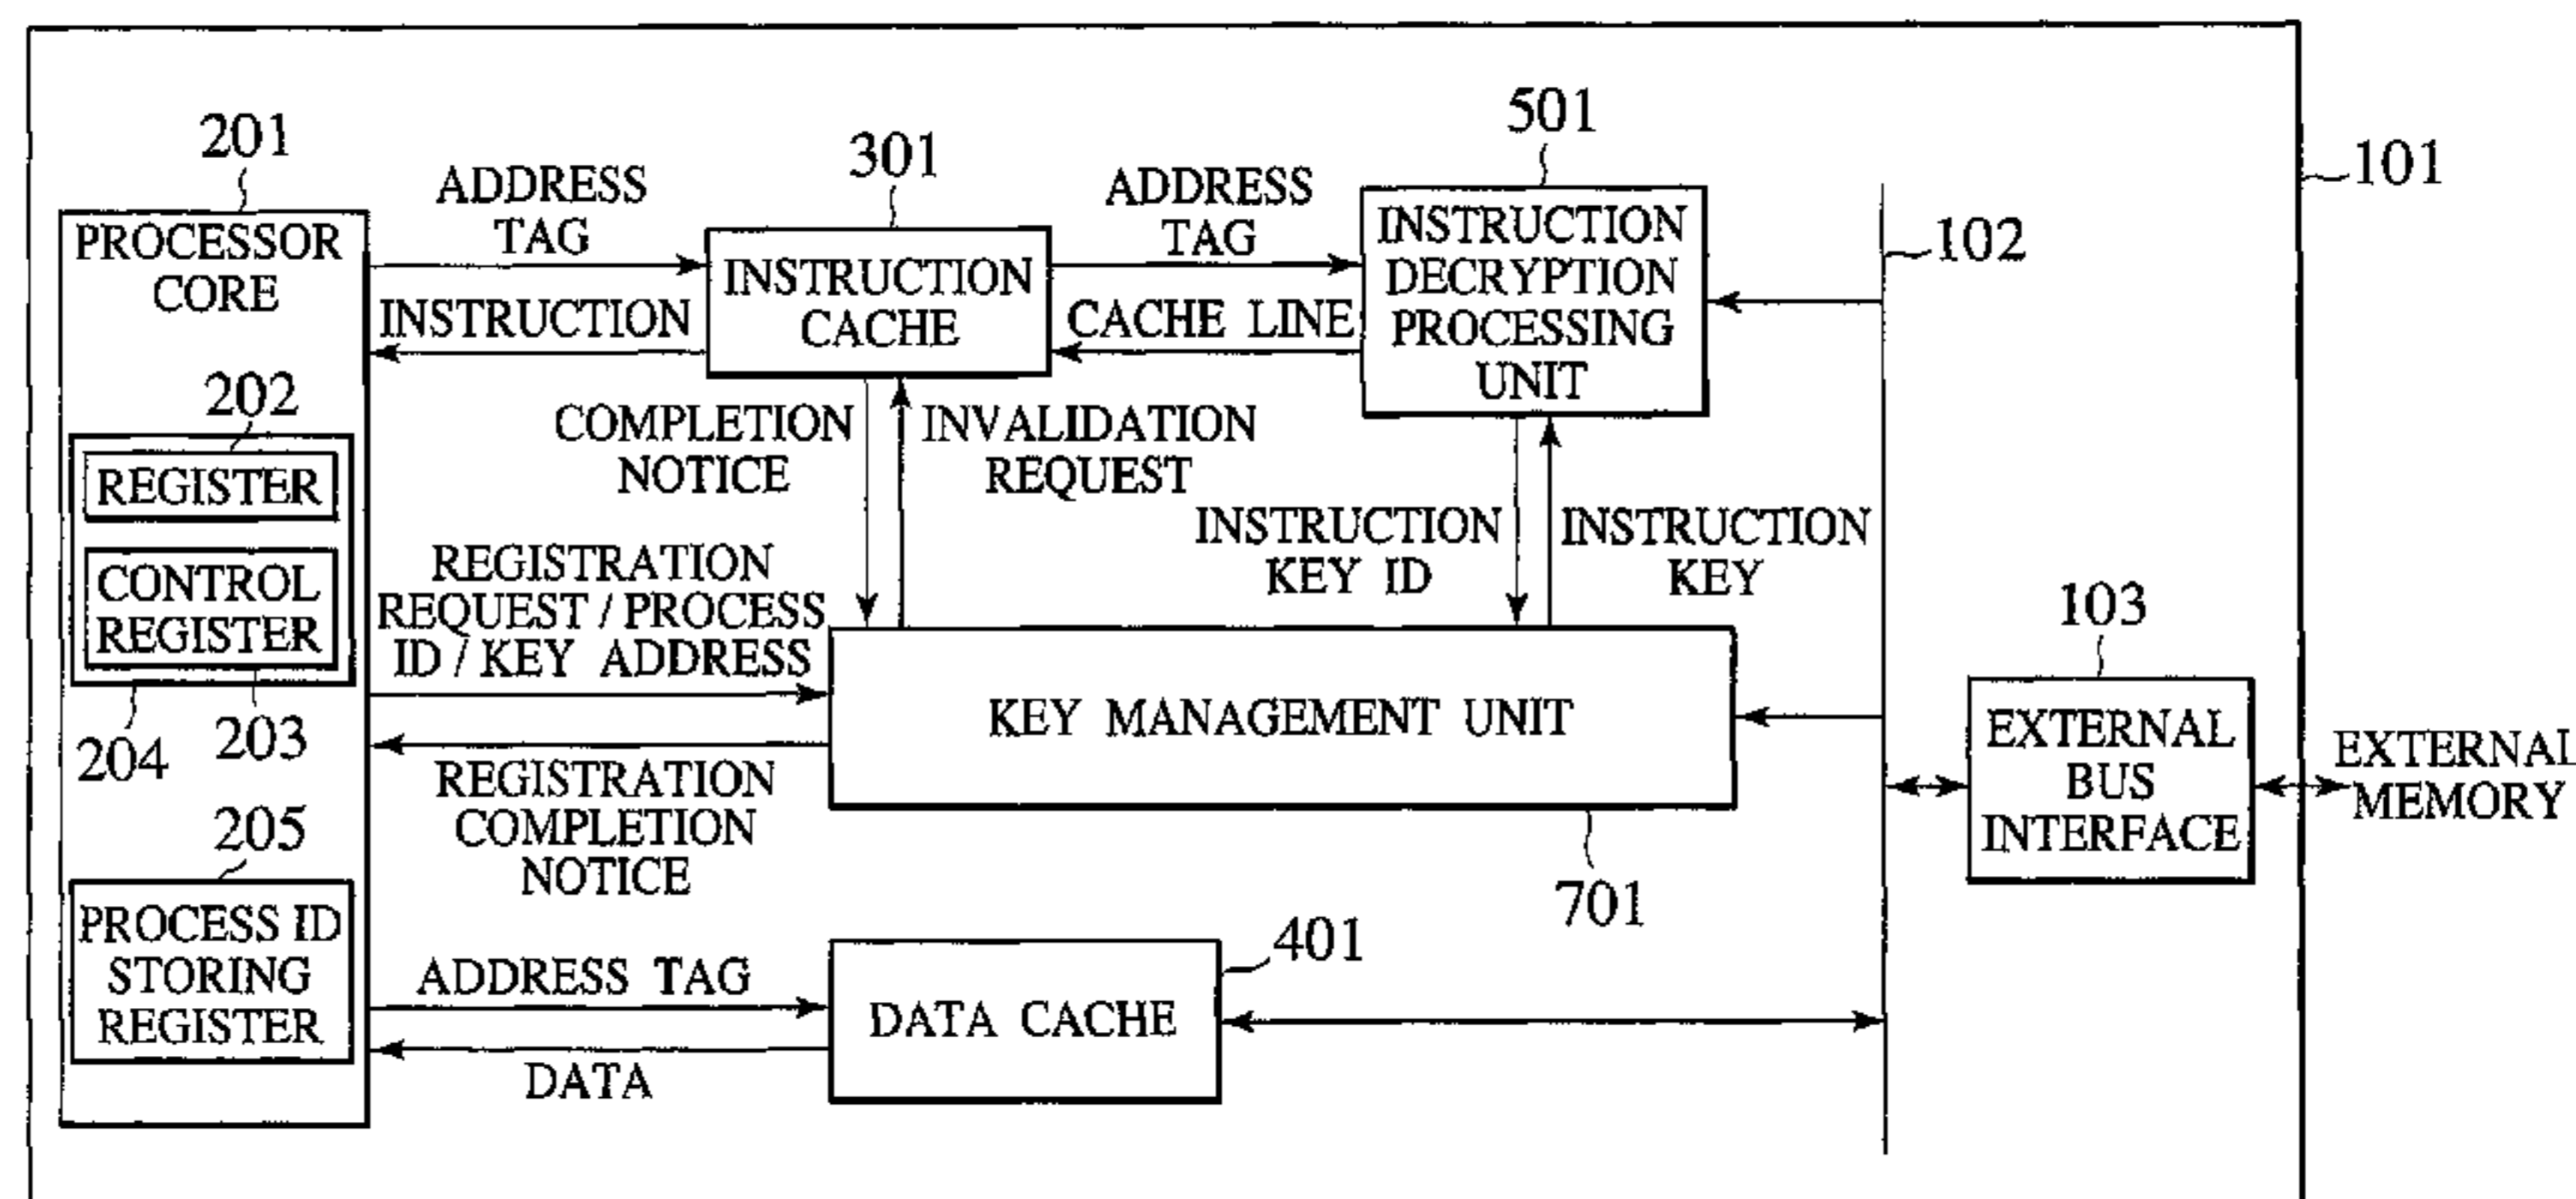 501
201
301
101
ADDRESS
TAG
ADDRESS
TAG
PROCESSOR
CORE
INSTRUCTION
DECRYPTION
PROCESSING
UNIT
102
INSTRUCTION
CACHE
INSTRUCTION
CACHE LINE
202
COMPLETION
NOTICE
INVALIDATION
REQUEST
REGISTER
INSTRUCTION
KEY ID
INSTRUCTION
KEY
CONTROL
REGISTER
REGISTRATION
REQUEST / PROCESS
ID / KEY ADDRESS
103
204
203
KEY MANAGEMENT UNIT
EXTERNAL
BUS
INTERFACE
EXTERNAL
MEMORY
REGISTRATION
COMPLETION
NOTICE
205
701
PROCESS ID
STORING
REGISTER
401
ADDRESS TAG
DATA CACHE
DATA